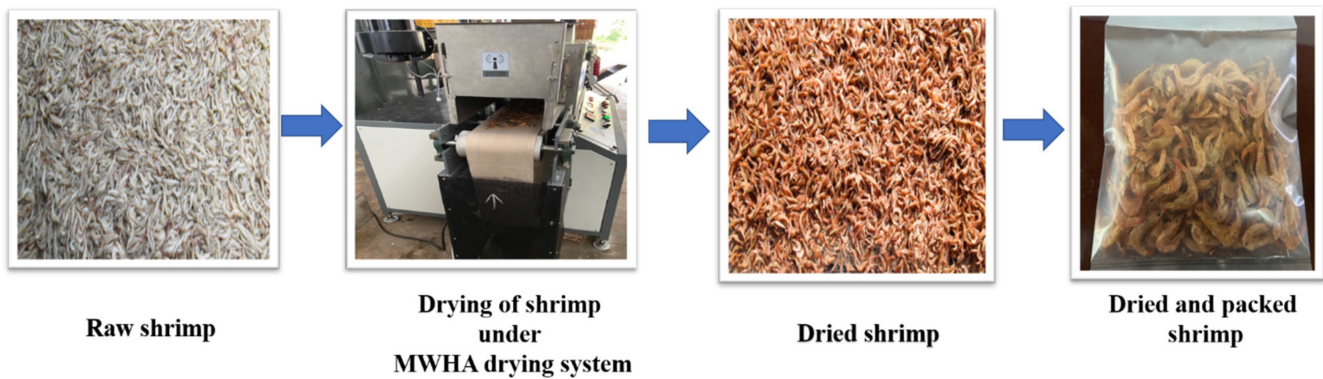 Raw shrimp
Drying of shrimp
under
MWHA drying system
Dried shrimp
Dried and packed
shrimp